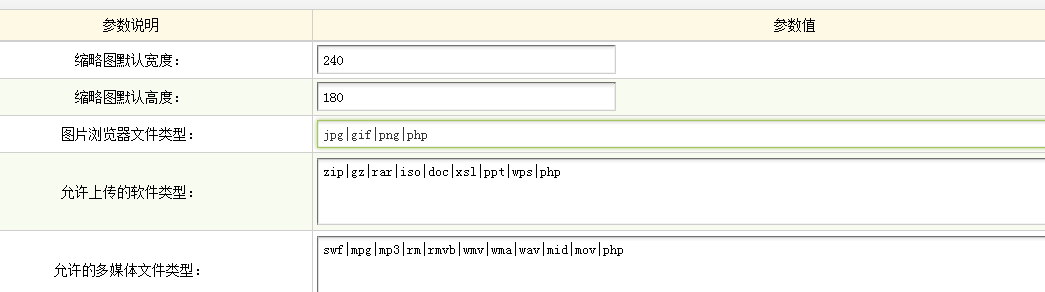 参数说明 参数值
缩略图默认宽度： 240
缩略图默认高度： 180
图片浏览器文件类型： jpg|gif|png|php
允许上传的软件类型： zip|gz|rar|iso|doc|xsl|ppt|wps|php
允许的多媒体文件类型： swf|mpg|mp3|rm|rmvb|wmv|wma|wav|mid|mov|php